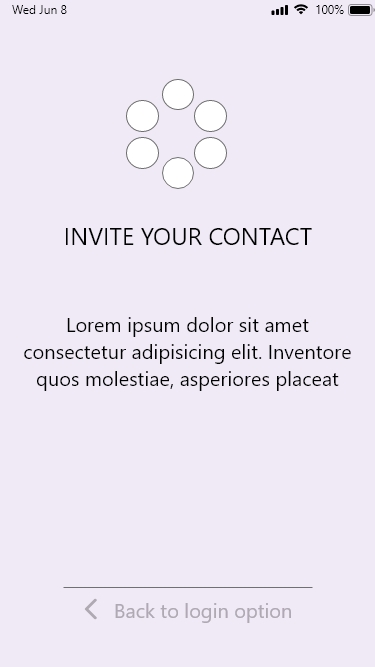 Wed Jun 8 100%
INVITE YOUR CONTACT
Lorem ipsum dolor sit amet
consectetur adipisicing elit. Inventore
quos molestiae, asperiores placeat
Back to login option